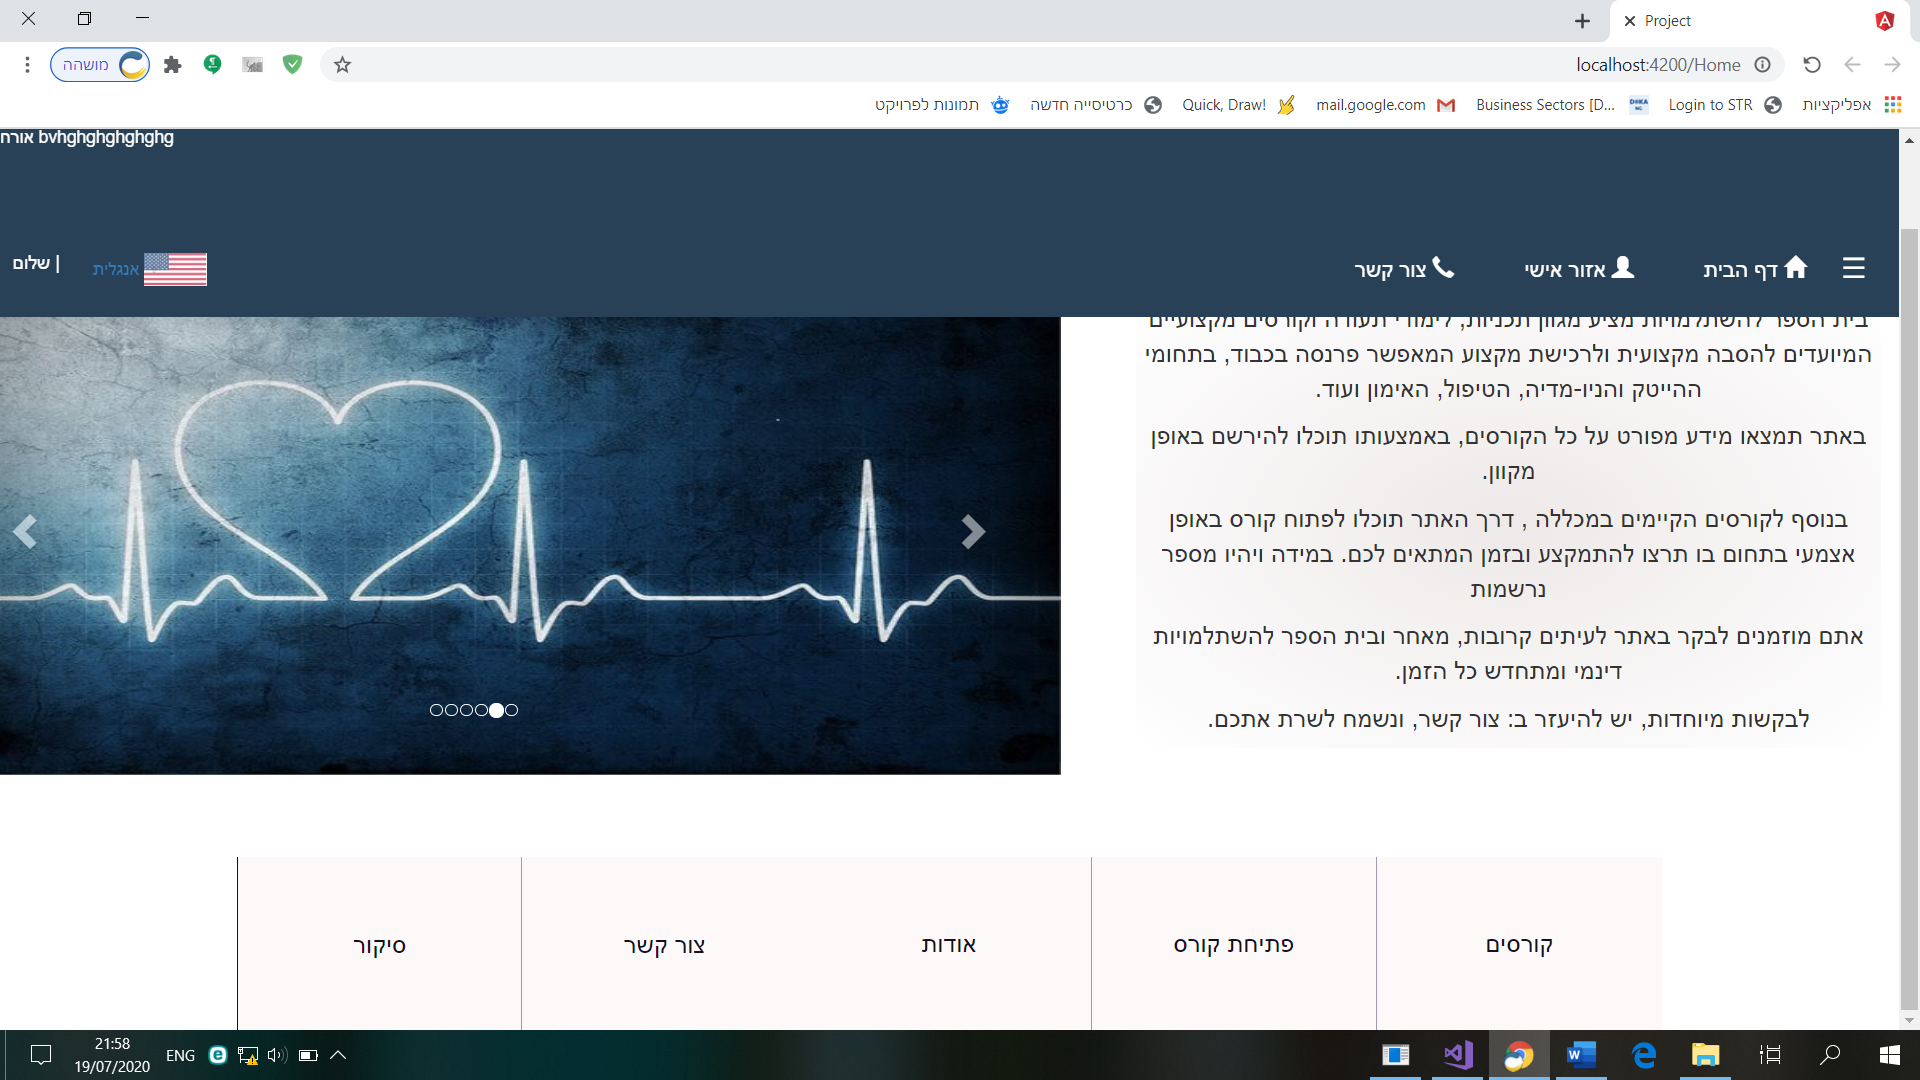 Project
מושהה
localhost:4200/Home
אפליקציות
Login to STR
Business Sectors [D...
mail.google.com
Quick, Draw!
כרטיסייה חדשה
תמונות לפרויקט
אורח bvhghghghghghg
דף הבית
אזור אישי
צור קשר
אנגלית
שלום |
בית הספר להשתלמויות מציע מגוון תכניות, לימודי תעודה וקורסים מקצועיים
המיועדים להסבה מקצועית ולרכישת מקצוע המאפשר פרנסה בכבוד, בתחומי
ההייטק והניו-מדיה, הטיפול, האימון ועוד.
באתר תמצאו מידע מפורט על כל הקורסים, באמצעותו תוכלו להירשם באופן
מקוון.
בנוסף לקורסים הקיימים במכללה , דרך האתר תוכלו לפתוח קורס באופן
אצמעי בתחום בו תרצו להתמקצע ובזמן המתאים לכם. במידה ויהיו מספר
נרשמות
אתם מוזמנים לבקר באתר לעיתים קרובות, מאחר ובית הספר להשתלמויות
דינמי ומתחדש כל הזמן.
לבקשות מיוחדות, יש להיעזר ב: צור קשר, ונשמח לשרת אתכם.
קורסים
פתיחת קורס
אודות
צור קשר
סיקור
ENG
21:58
19/07/2020